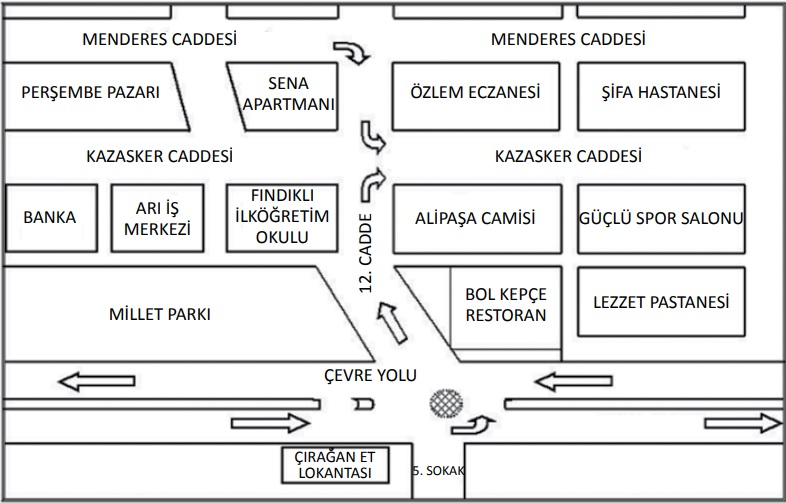 MENDERES CADDESİ
MENDERES CADDESİ
PERŞEMBE PAZARI
SENA
APARTMANI
ÖZLEM ECZANESİ
ŞİFA HASTANESİ
KAZASKER CADDESİ
KAZASKER CADDESİ
BANKA
ARI İŞ
MERKEZİ
FINDIKLI
İLKÖĞRETİM
OKULU
12. CADDE
ALİPAŞA CAMİSİ
GÜÇLÜ SPOR SALONU
MİLLET PARKI
BOL KEPÇE
RESTORAN
LEZZET PASTANESİ
ÇEVRE YOLU
ÇIRAĞAN ET
LOKANTASI
5. SOKAK